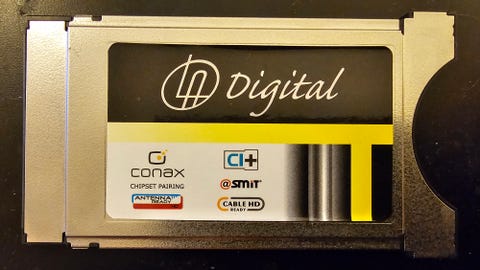 Digital
conax
CHIPSET PAIRING
ANTENNA
READY
CI+
@SMiT
CABLE HD
READY